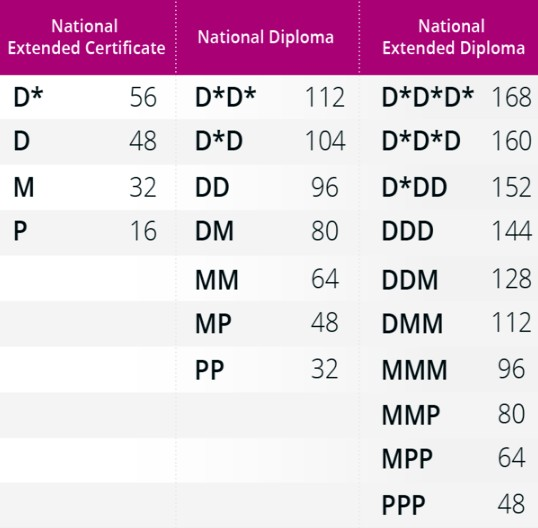 National
Extended Certificate
National Diploma
National
Extended Diploma
D* 56 D*D* 112 D*D*D* 168
D 48 D*D 104 D*D*D 160
M 32 DD 96 D*DD 152
P 16 DM 80 DDD 144
MM 64 DDM 128
MP 48 DMM 112
PP 32 MMM 96
MMP 80
MPP 64
PPP 48